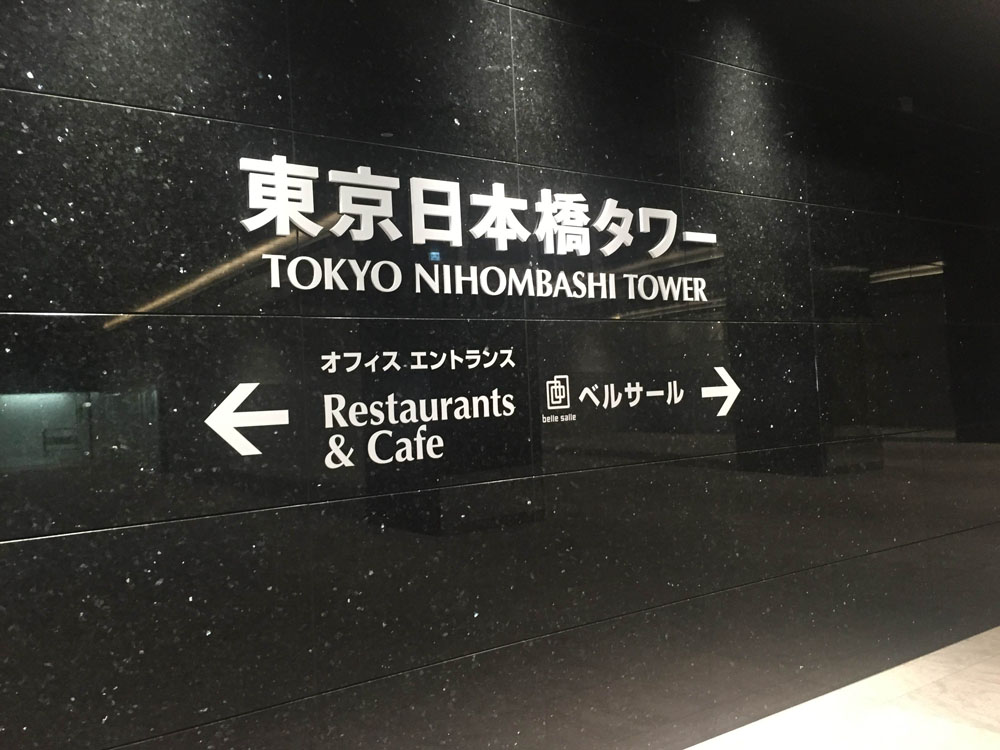 東京日本橋タワー
TOKYO NIHOMBASHI TOWER
オフィス エントランス
Restaurants
& Cafe
belle salle
ベルサール